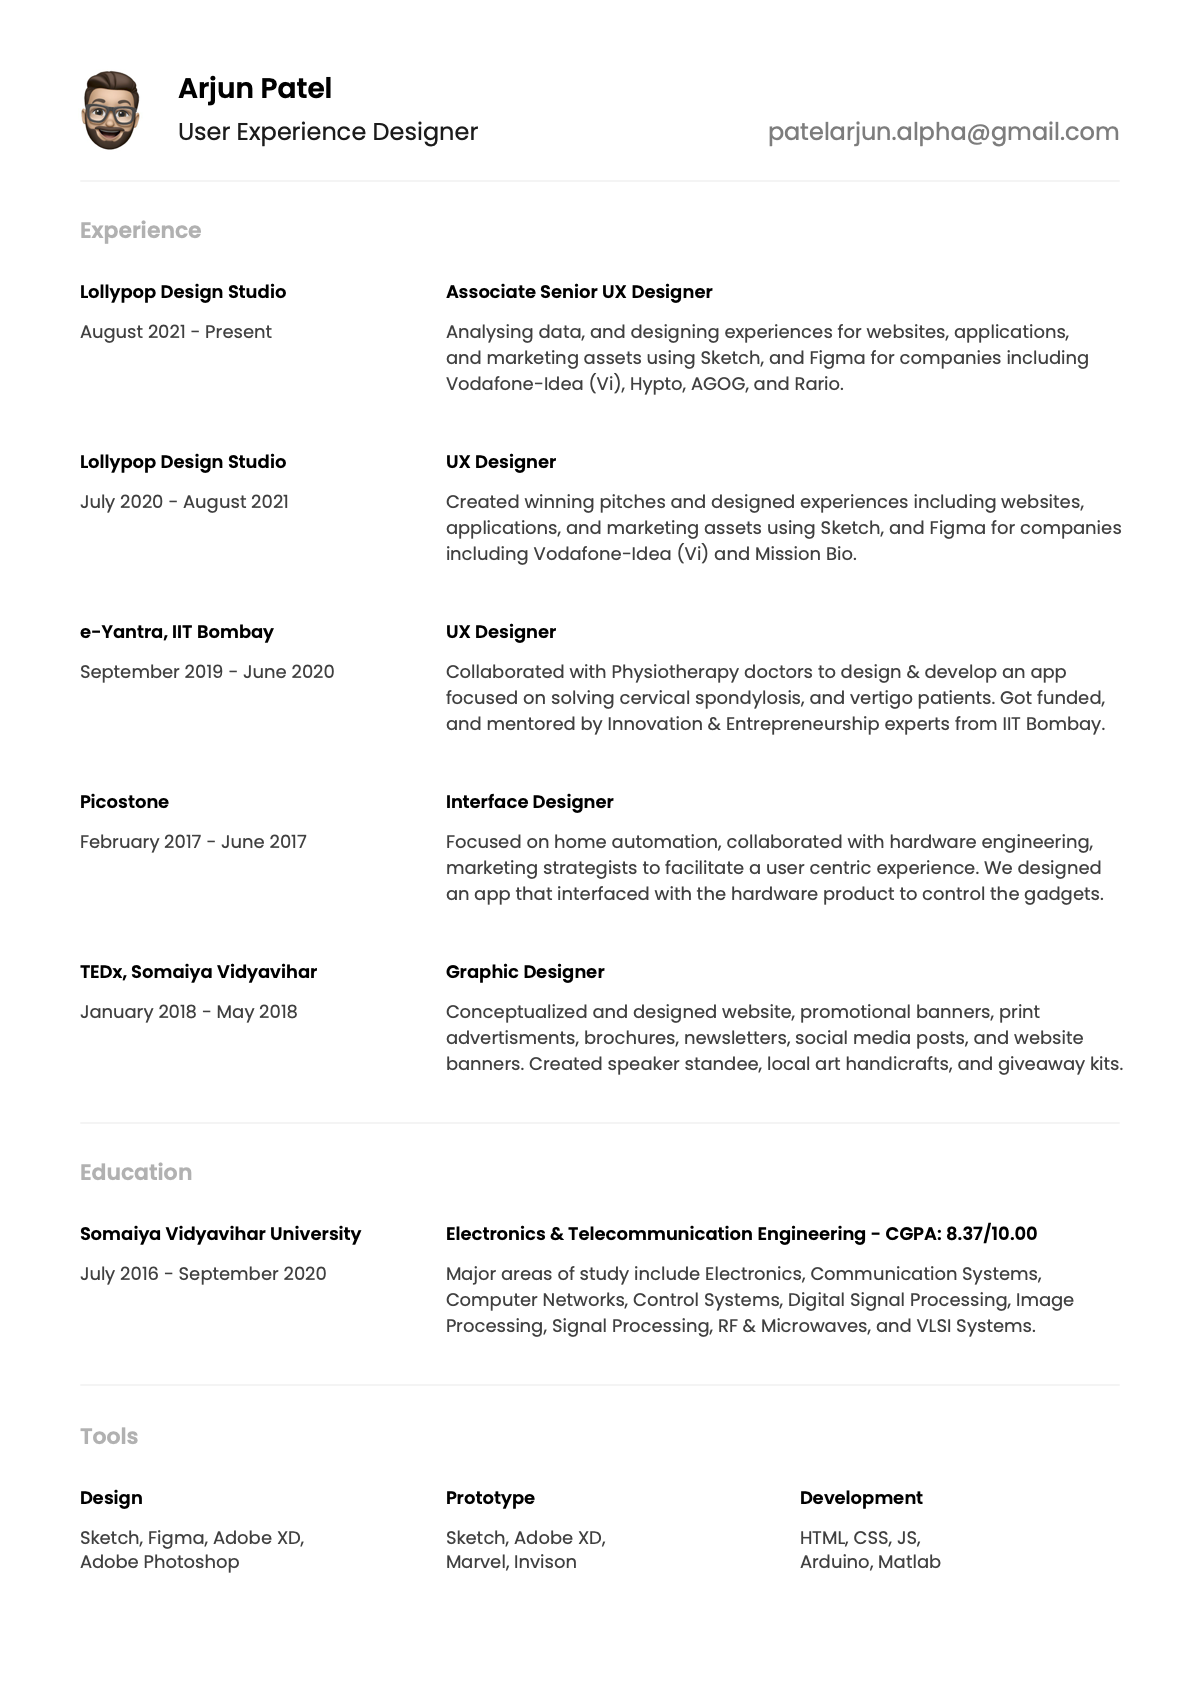 Arjun Patel
User Experience Designer
patelarjun.alpha@gmail.com
Experience
Lollypop Design Studio
August 2021 - Present
Associate Senior UX Designer
Analysing data, and designing experiences for websites, applications,
and marketing assets using Sketch, and Figma for companies including
Vodafone-Idea (Vi), Hypto, AGOG, and Rario.
Lollypop Design Studio
July 2020 - August 2021
UX Designer
Created winning pitches and designed experiences including websites,
applications, and marketing assets using Sketch, and Figma for companies
including Vodafone-Idea (Vi) and Mission Bio.
e-Yantra, IIT Bombay
September 2019 - June 2020
UX Designer
Collaborated with Physiotherapy doctors to design & develop an app
focused on solving cervical spondylosis, and vertigo patients. Got funded,
and mentored by Innovation & Entrepreneurship experts from IIT Bombay.
Picostone
February 2017 - June 2017
Interface Designer
Focused on home automation, collaborated with hardware engineering,
marketing strategists to facilitate a user centric experience. We designed
an app that interfaced with the hardware product to control the gadgets.
TEDx, Somaiya Vidyavihar
January 2018 - May 2018
Graphic Designer
Conceptualized and designed website, promotional banners, print
advertisments, brochures, newsletters, social media posts, and website
banners. Created speaker standee, local art handicrafts, and giveaway kits.
Education
Somaiya Vidyavihar University
July 2016 - September 2020
Electronics & Telecommunication Engineering - CGPA: 8.37/10.00
Major areas of study include Electronics, Communication Systems,
Computer Networks, Control Systems, Digital Signal Processing, Image
Processing, Signal Processing, RF & Microwaves, and VLSI Systems.
Tools
Design
Sketch, Figma, Adobe XD,
Adobe Photoshop
Prototype
Sketch, Adobe XD,
Marvel, Invison
Development
HTML, CSS, JS,
Arduino, Matlab